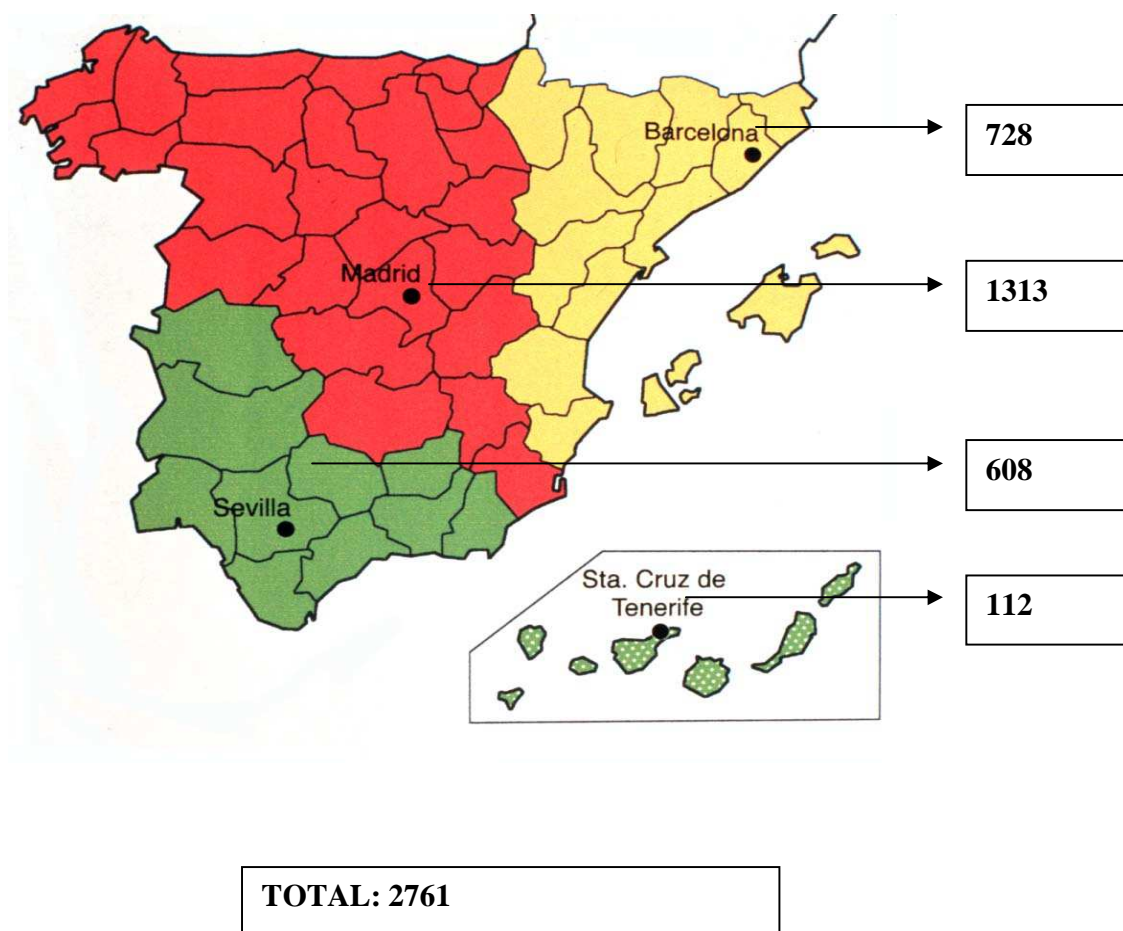 Barcelona
728
Madrid
1313
608
Sevilla
Sta. Cruz de
Tenerife
112
TOTAL: 2761